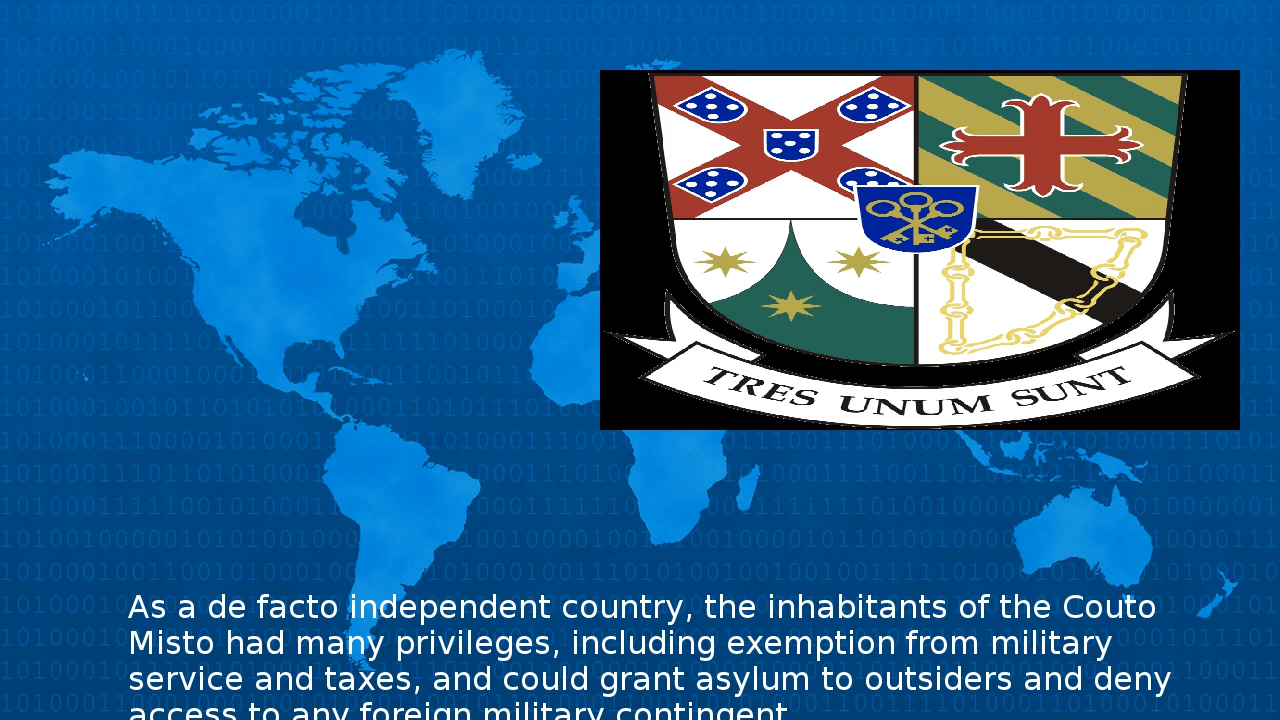 TRES UNUM SUNT
As a de facto independent country, the inhabitants of the Couto
Misto had many privileges, including exemption from military
service and taxes, and could grant asylum to outsiders and deny
access to any foreign military contingent.